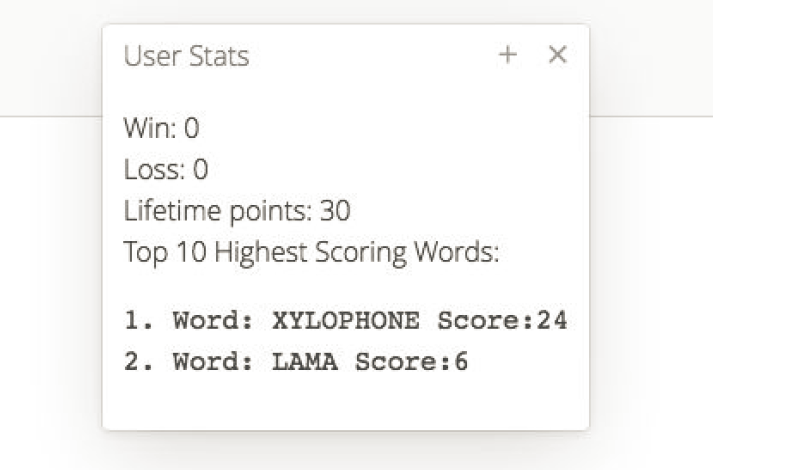 User Stats + ×
Win: 0
Loss: 0
Lifetime points: 30
Top 10 Highest Scoring Words:
1. Word: XYLOPHONE Score:24
2. Word: LAMA Score:6